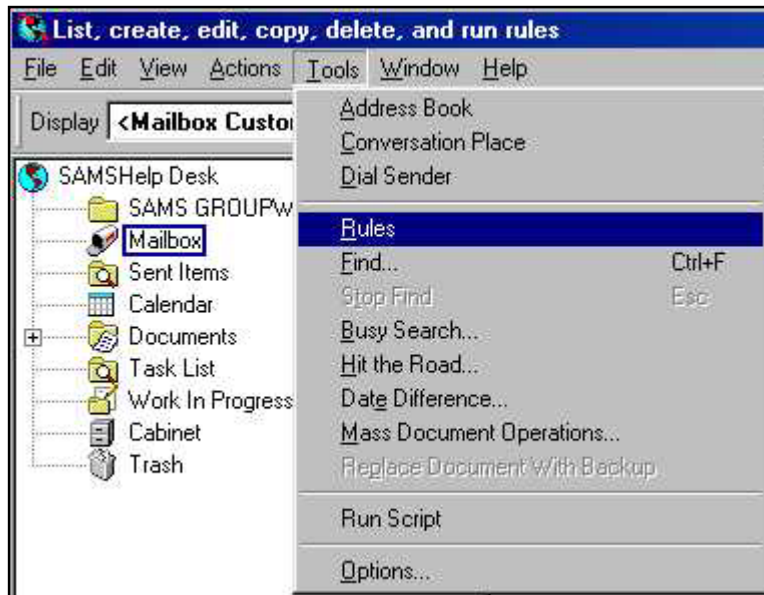 List, create, edit, copy, delete, and run rules
File Edit View Actions Tools Window Help
Display <Mailbox Custo
SAMSHelp Desk
SAMS GROUPW
Mailbox
Sent Items
Calendar
Documents
Task List
Work In Progress
Cabinet
Trash
Address Book
Conversation Place
Dial Sender
Rules
Find... Ctrl+F
Stop Find Esc
Busy Search...
Hit the Road...
Date Difference...
Mass Document Operations...
Replace Document With Backup
Run Script
Options...